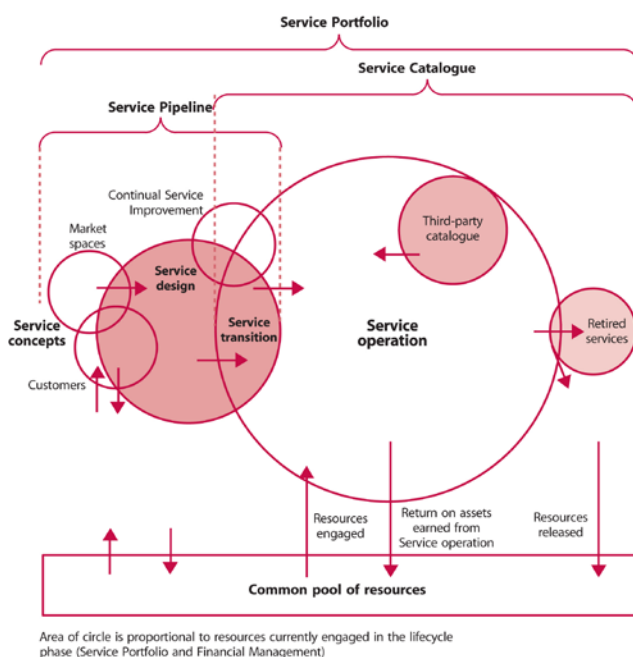 Service Portfolio
Service Catalogue
Service Pipeline
Continual Service
Improvement
Market
spaces
Third-party
catalogue
Service
design
Service
concepts
Service
transition
Service
operation
Retired
services
Customers
Resources
engaged
Return on assets
earned from
Service operation
Resources
released
Common pool of resources
Area of circle is proportional to resources currently engaged in the lifecycle
phase (Service Portfolio and Financial Management)